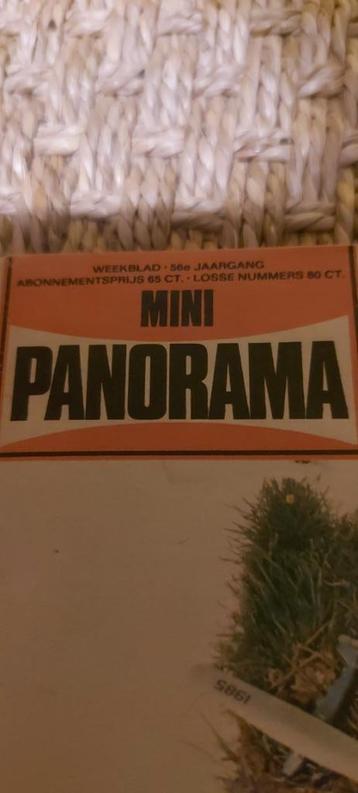 WEEKBLAD · 56e JAARGANG
ABONNEMENTSPRIJS 65 CT. · LOSSE NUMMERS 80 CT.
MINI
PANORAMA
1985